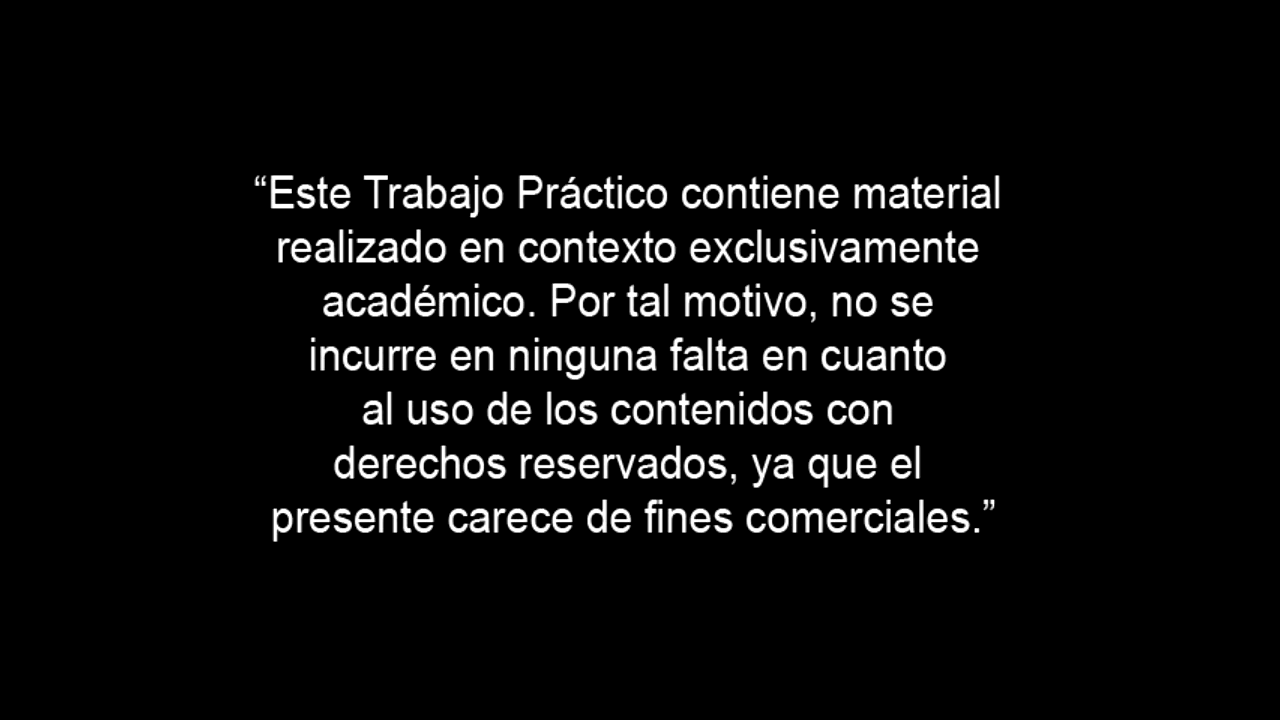 “Este Trabajo Práctico contiene material
realizado en contexto exclusivamente
académico. Por tal motivo, no se
incurre en ninguna falta en cuanto
al uso de los contenidos con
derechos reservados, ya que el
presente carece de fines comerciales.”